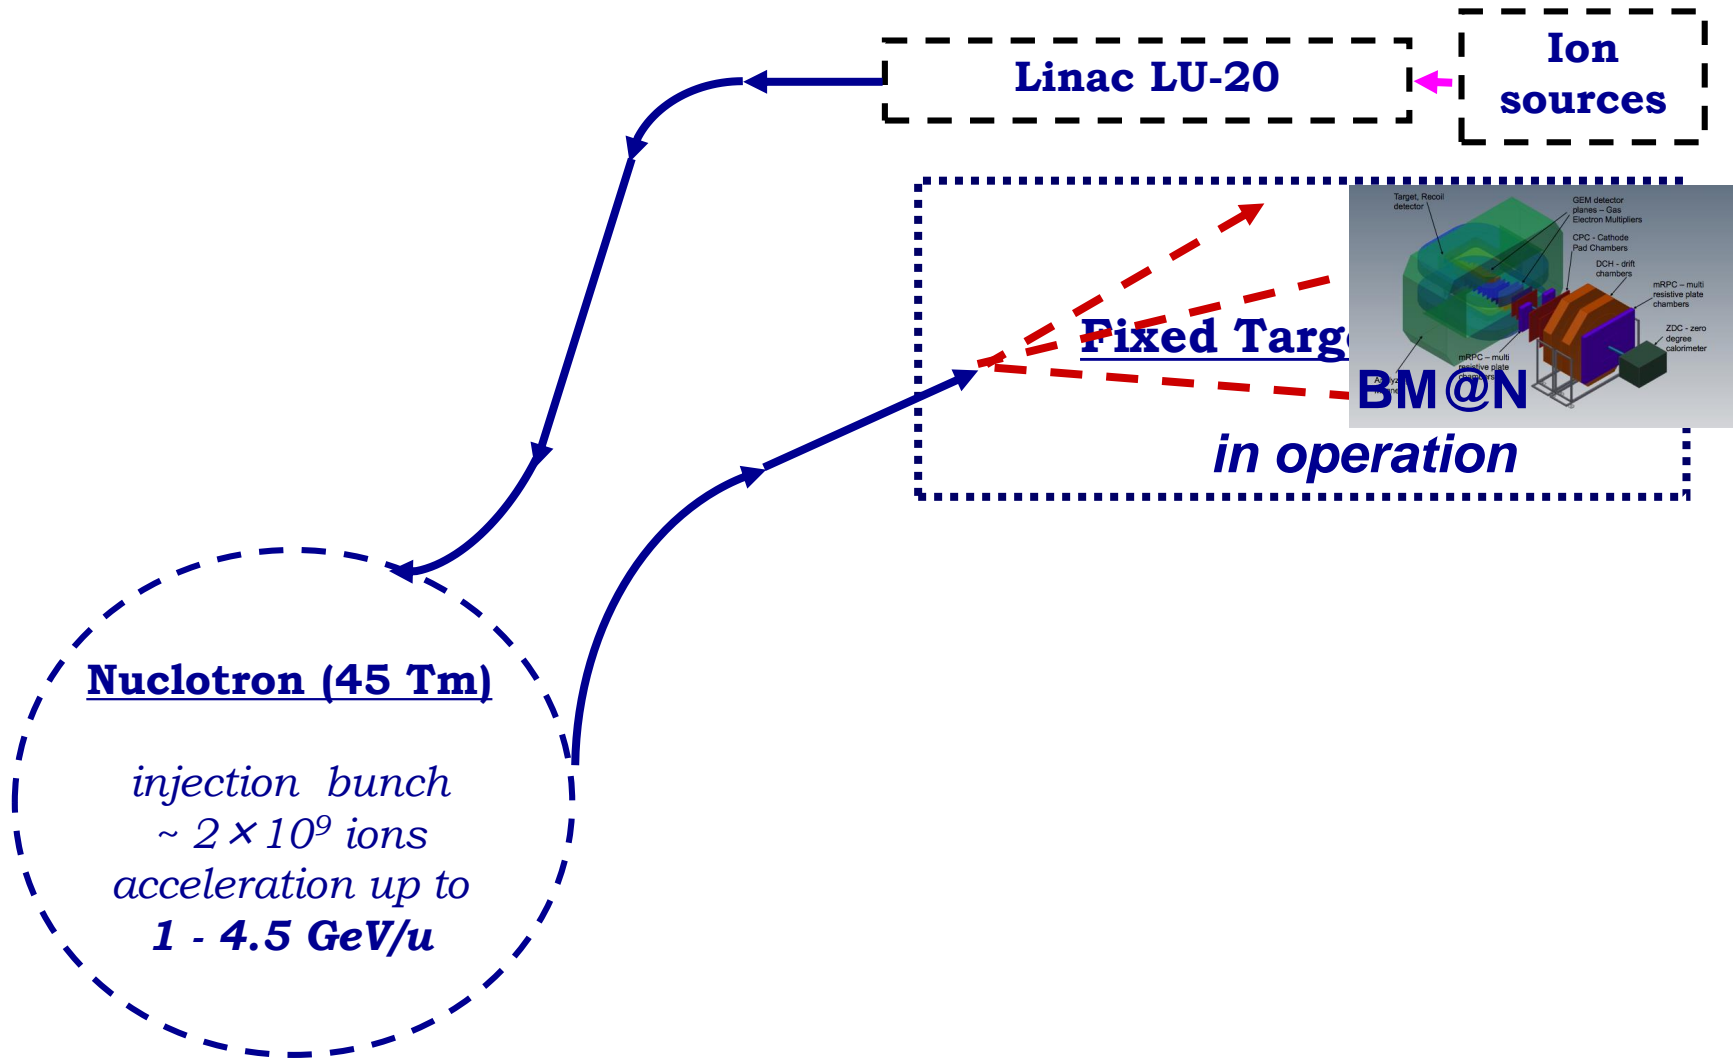 Linac LU-20
Ion
sources
Target, Recoil
detector
GEM detector
planes – Gas
Electron Multipliers
CPC - Cathode
Pad Chambers
DCH - drift
chambers
mRPC – multi
resistive plate
chambers
ZDC - zero
degree
calorimeter
Fixed
mRPC – multi
resistive plate
BM@N
in operation
Nuclotron (45 Tm)
injection bunch
~ 2×10⁹ ions
acceleration up to
1 - 4.5 GeV/u